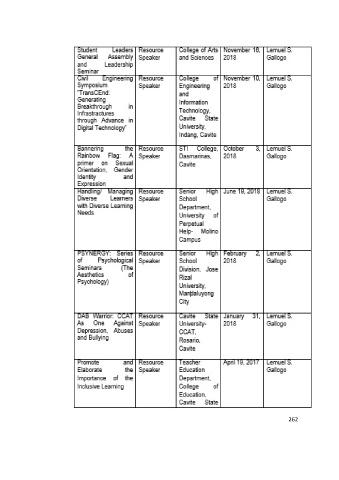 Student Leaders
General Assembly
and Leadership
Seminar
Resource
Speaker
College of Arts
and Sciences
November 16,
2018
Lemuel S.
Gallogo
Civil Engineering
Symposium
"TransCEnd:
Generating
Breakthrough in
Infrastractures
through Advance in
Digital Technology"
Resource
Speaker
College of
Engineering
and
Information
Technology,
Cavite State
University,
Indang, Cavite
November 10,
2018
Lemuel S.
Gallogo
Bannering the
Rainbow Flag: A
primer on Sexual
Orientation, Gender
Identity and
Expression
Resource
Speaker
STI College,
Dasmarinas,
Cavite
October 3,
2018
Lemuel S.
Gallogo
Handling/ Managing
Diverse Learners
with Diverse Learning
Needs
Resource
Speaker
Senior High
School
Department,
University of
Perpetual
Help- Molino
Campus
June 19, 2018
Lemuel S.
Gallogo
PSYNERGY: Series
of Psychological
Seminars (The
Aesthetics of
Psychology)
Resource
Speaker
Senior High
School
Division, Jose
Rizal
University,
Mandaluyong
City
February 2,
2018
Lemuel S.
Gallogo
DAB Warrior: CCAT
As One Against
Depression, Abuses
and Bullying
Resource
Speaker
Cavite State
University-
CCAT,
Rosario,
Cavite
January 31,
2018
Lemuel S.
Gallogo
Promote and
Elaborate the
Importance of the
Inclusive Learning
Resource
Speaker
Teacher
Education
Department,
College of
Education,
Cavite State
April 19, 2017
Lemuel S.
Gallogo
262